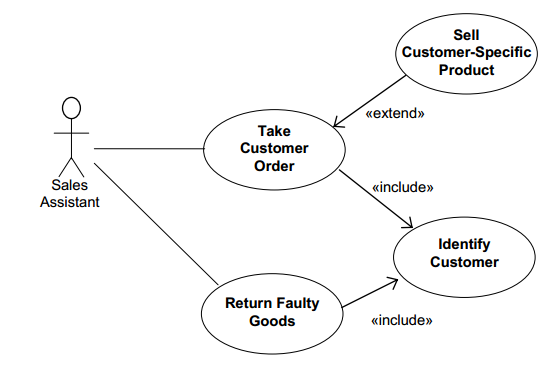 Sell
Customer-Specific
Product
«extend»
Take
Customer
Order
Sales
Assistant
«include»
Identify
Customer
Return Faulty
Goods
«include»